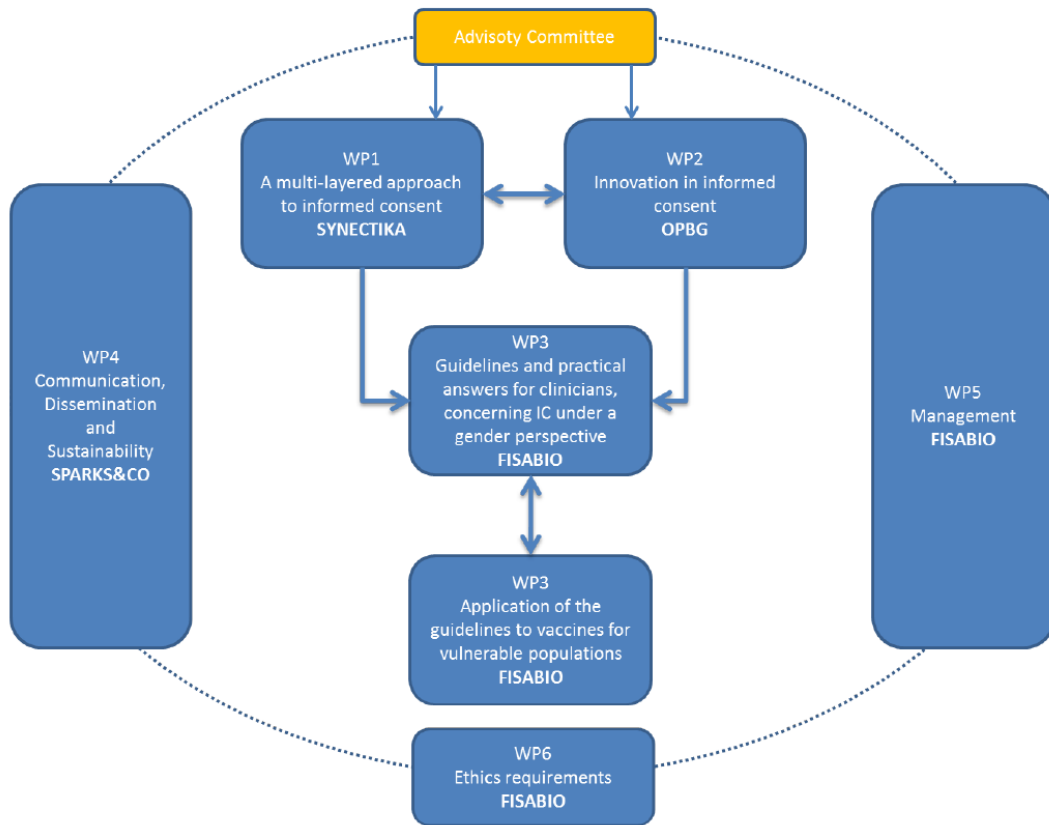 Advisoty Committee
WP1
A multi-layered approach
to informed consent
SYNECTIKA
WP2
Innovation in informed
consent
OPBG
WP4
Communication,
Dissemination
and
Sustainability
SPARKS&CO
WP3
Guidelines and practical
answers for clinicians,
concerning IC under a
gender perspective
FISABIO
WP5
Management
FISABIO
WP3
Application of the
guidelines to vaccines for
vulnerable populations
FISABIO
WP6
Ethics requirements
FISABIO